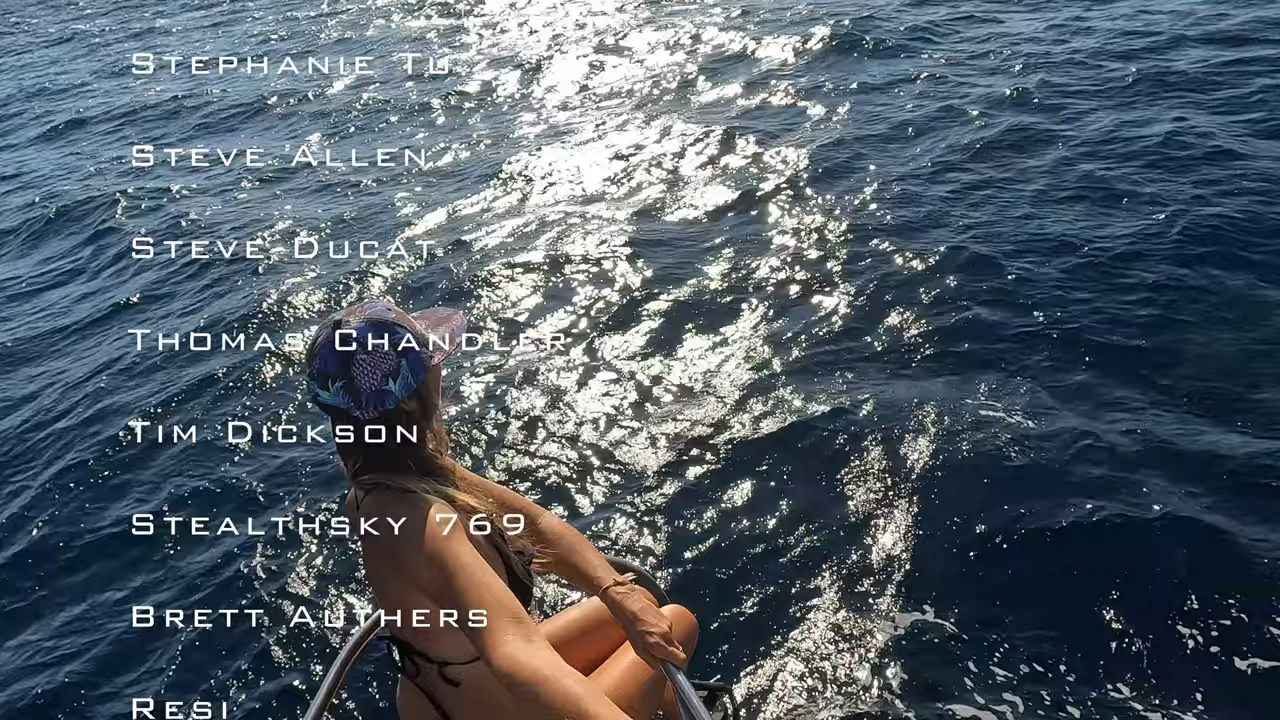 Stephanie Tu
Steve Allen
Steve Ducat
Thomas Chandler
Tim Dickson
Stealthsky 769
Brett Authers
Resi